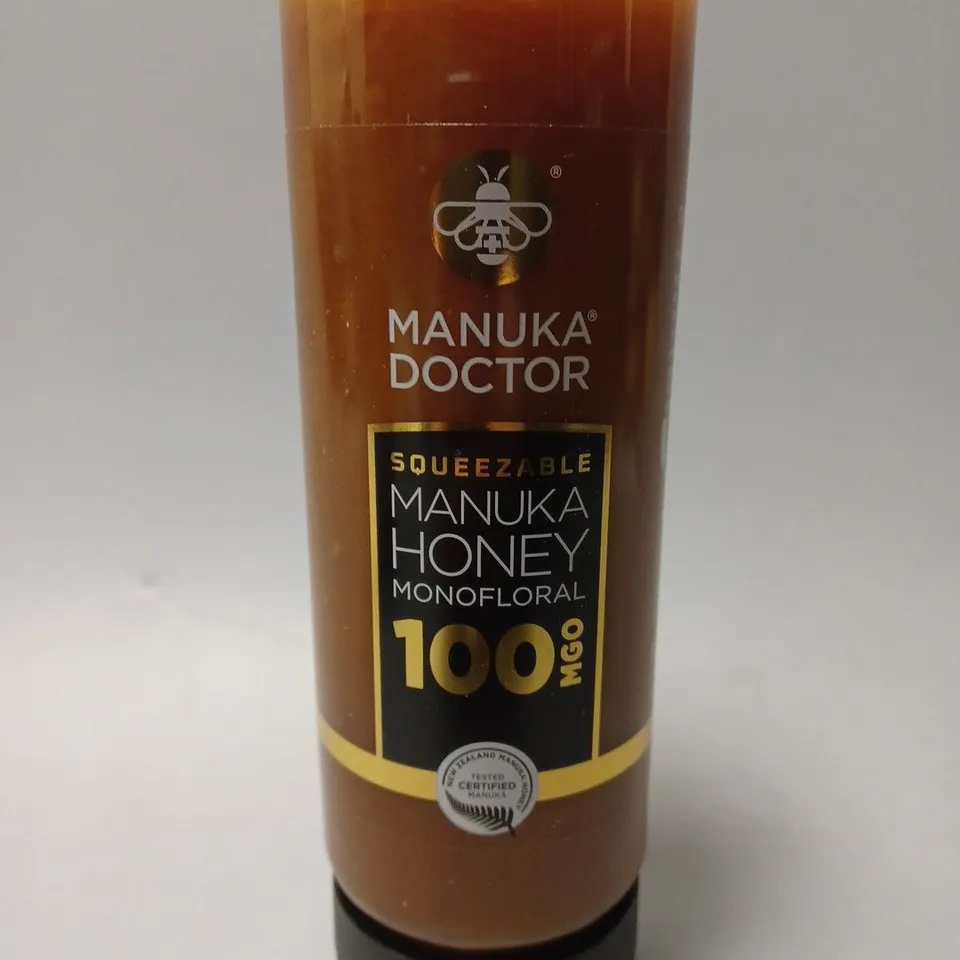 ®
MANUKA®
DOCTOR
SQUEEZABLE
MANUKA
HONEY
MONOFLORAL
100 MGO
NEW ZEALAND MANUKA HONEY
TESTED
CERTIFIED
MANUKA